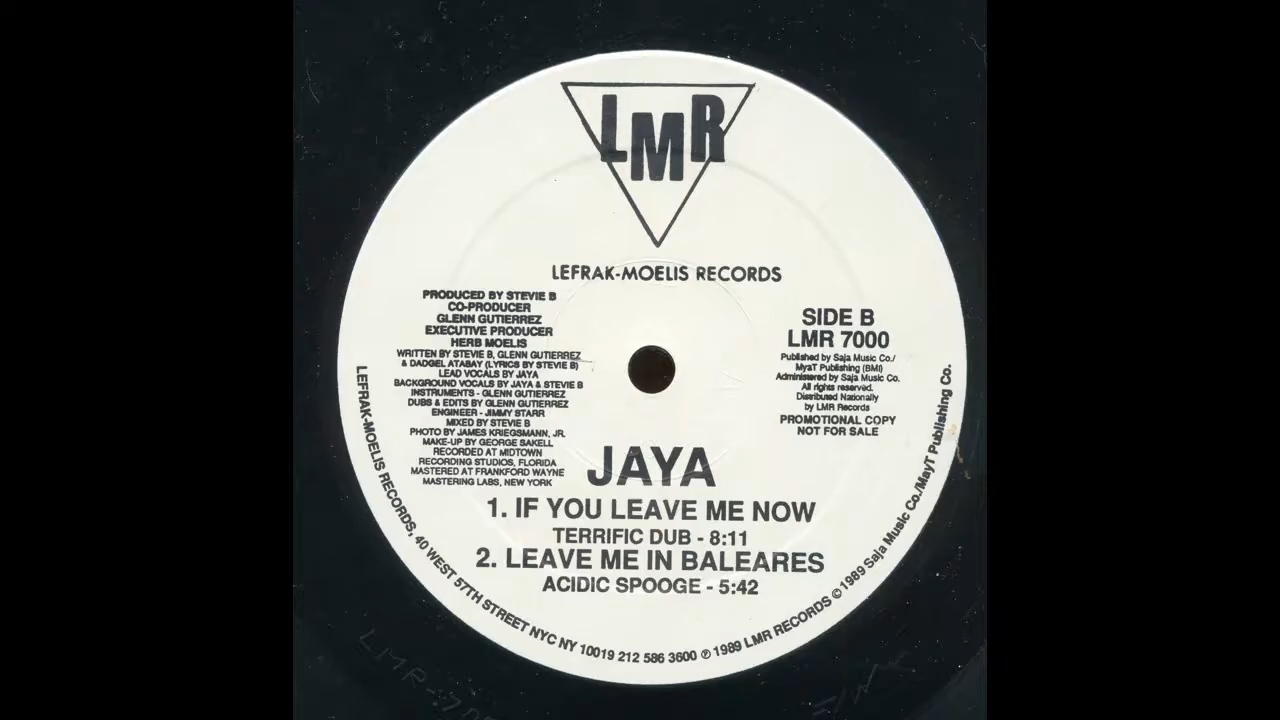 LMR
LEFRAK-MOELIS RECORDS
PRODUCED BY STEVIE B
CO-PRODUCER
GLENN GUTIERREZ
EXECUTIVE PRODUCER
HERB MOELIS
WRITTEN BY STEVIE B, GLENN GUTIERREZ
& DADGEL ATABAY (LYRICS BY STEVIE B)
LEAD VOCALS BY JAYA
BACKGROUND VOCALS BY JAYA & STEVIE B
INSTRUMENTS - GLENN GUTIERREZ
DUBS & EDITS BY GLENN GUTIERREZ
ENGINEER - JIMMY STARR
MIXED BY STEVIE B
PHOTO BY JAMES KRIEGSMANN, JR.
MAKE-UP BY GEORGE SAKELL
RECORDED AT MIDTOWN
RECORDING STUDIOS, FLORIDA
MASTERED AT FRANKFORD WAYNE
MASTERING LABS, NEW YORK
SIDE B
LMR 7000
Published by Saja Music Co./
MyaT Publishing (BMI)
Administered by Saja Music Co.
All rights reserved.
Distributed Nationally
by LMR Records
PROMOTIONAL COPY
NOT FOR SALE
JAYA
1. IF YOU LEAVE ME NOW
TERRIFIC DUB - 8:11
2. LEAVE ME IN BALEARES
ACIDIC SPOOGE - 5:42
LEFRAK-MOELIS RECORDS, 40 WEST 57TH STREET NYC NY 10019 212 586 3600 ℗ 1989 LMR RECORDS © 1989 Saja Music Co./MayT Publishing Co.